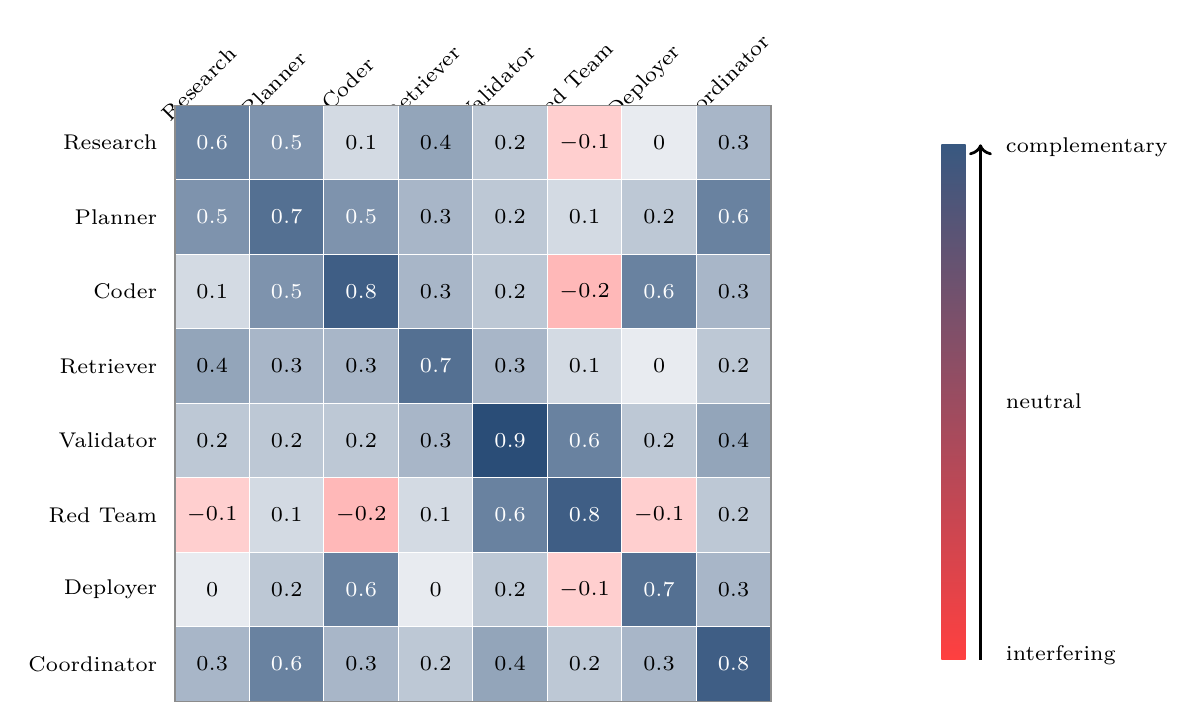 Research
Planner
Coder
etriever
alidator
ed Team
Deployer
ordinator
Research 0.6 0.5 0.1 0.4 0.2 −0.1 0 0.3
complementary
Planner 0.5 0.7 0.5 0.3 0.2 0.1 0.2 0.6
Coder 0.1 0.5 0.8 0.3 0.2 −0.2 0.6 0.3
Retriever 0.4 0.3 0.3 0.7 0.3 0.1 0 0.2
neutral
Validator 0.2 0.2 0.2 0.3 0.9 0.6 0.2 0.4
Red Team −0.1 0.1 −0.2 0.1 0.6 0.8 −0.1 0.2
Deployer 0 0.2 0.6 0 0.2 −0.1 0.7 0.3
Coordinator 0.3 0.6 0.3 0.2 0.4 0.2 0.3 0.8
interfering